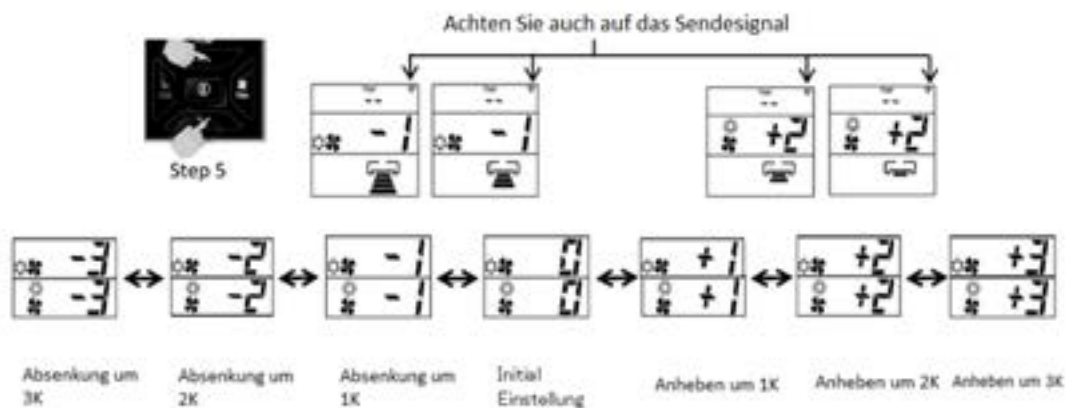 Achten Sie auch auf das Sendesignal
Step 5
--
--
--
--
-1
-1
+2
+2
-3
-2
-1
0
+1
+2
+3
-3
-2
-1
0
+1
+2
+3
Absenkung um
3K
Absenkung um
2K
Absenkung um
1K
Initial
Einstellung
Anheben um 1K
Anheben um 2K
Anheben um 3K